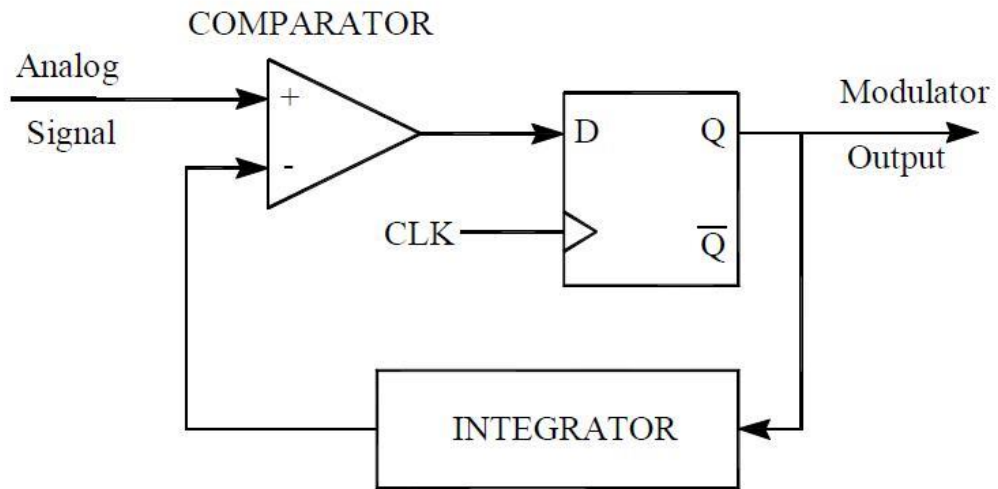 COMPARATOR
Analog
Signal
+
-
D
Q
Modulator
Output
CLK
Q̅
INTEGRATOR